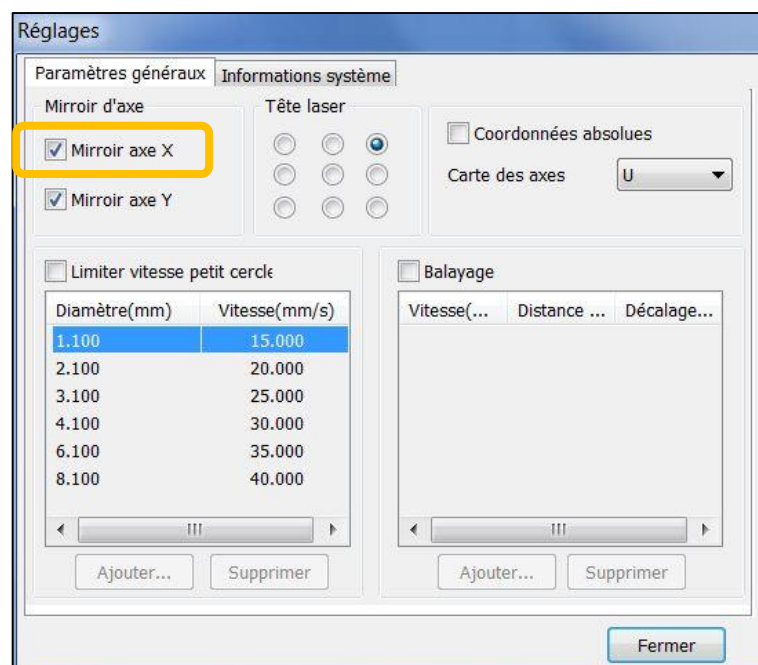 Réglages
Paramètres généraux Informations système
Mirroir d'axe Tête laser
Mirroir axe X
Coordonnées absolues
Carte des axes U
Mirroir axe Y
Limiter vitesse petit cercle Balayage
Diamètre(mm) Vitesse(mm/s) Vitesse(... Distance ... Décalage...
1.100 15.000
2.100 20.000
3.100 25.000
4.100 30.000
6.100 35.000
8.100 40.000
Ajouter... Supprimer Ajouter... Supprimer
Fermer